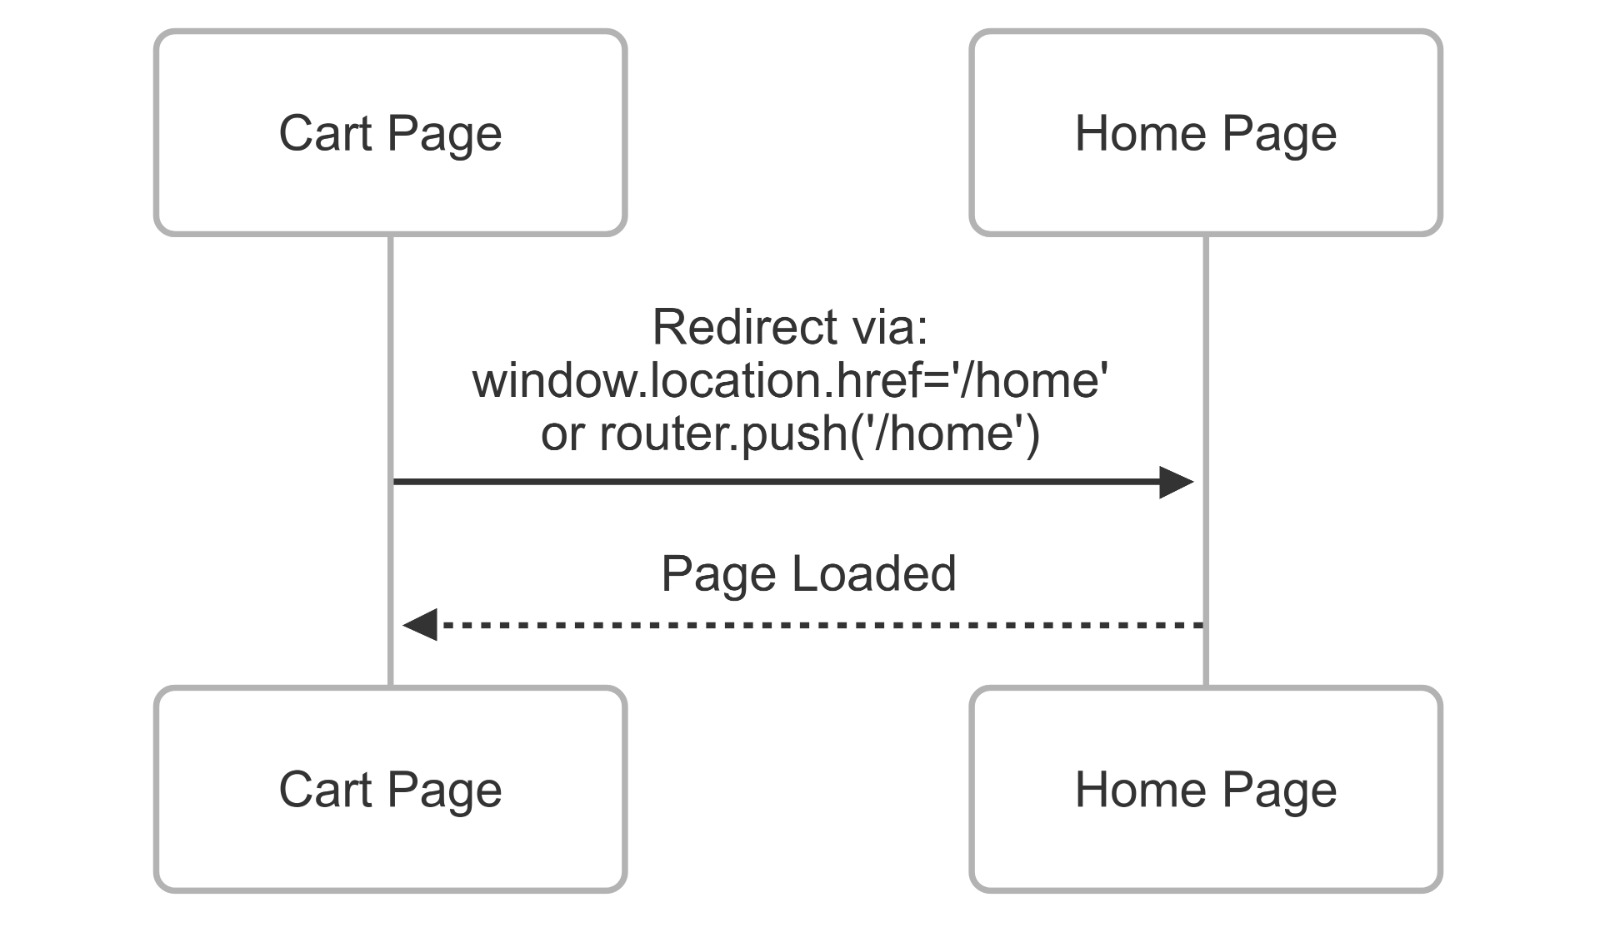 Cart Page
Home Page
Redirect via:
window.location.href='/home'
or router.push('/home')
Page Loaded
Cart Page
Home Page